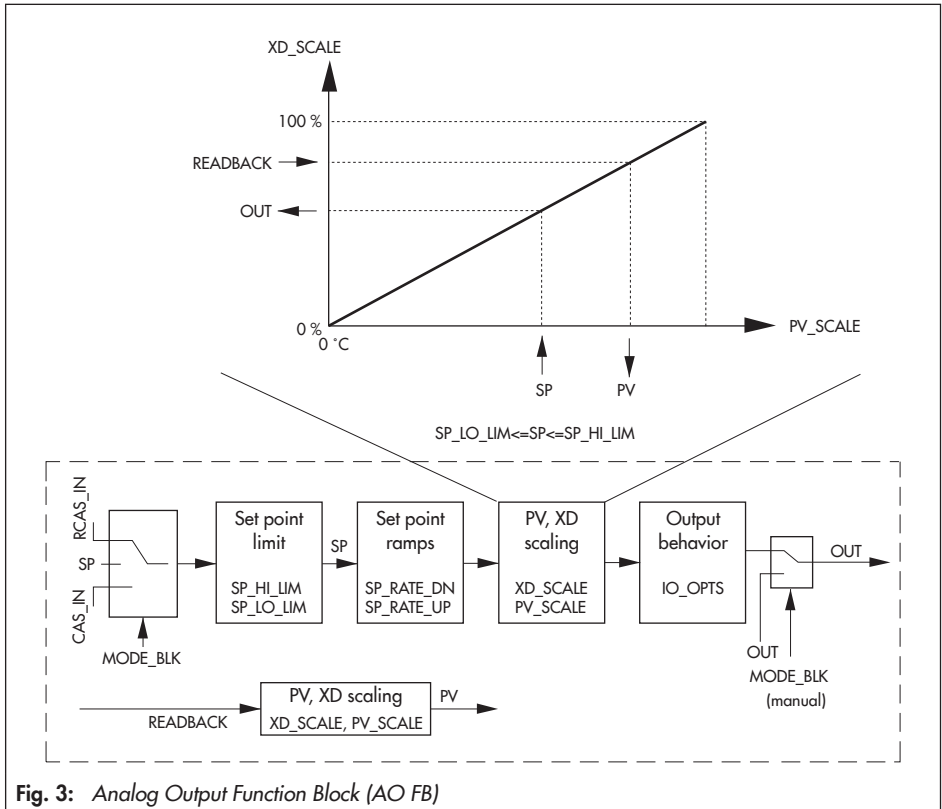 XD_SCALE
100 %
READBACK
OUT
0 %
0 °C
PV_SCALE
SP
PV
SP_LO_LIM<=SP<=SP_HI_LIM
RCAS_IN
SP
CAS_IN
MODE_BLK
Set point
limit
SP_HI_LIM
SP_LO_LIM
SP
Set point
ramps
SP_RATE_DN
SP_RATE_UP
PV, XD
scaling
XD_SCALE
PV_SCALE
Output
behavior
IO_OPTS
OUT
OUT
MODE_BLK
(manual)
READBACK
PV, XD scaling
XD_SCALE, PV_SCALE
PV
Fig. 3: Analog Output Function Block (AO FB)